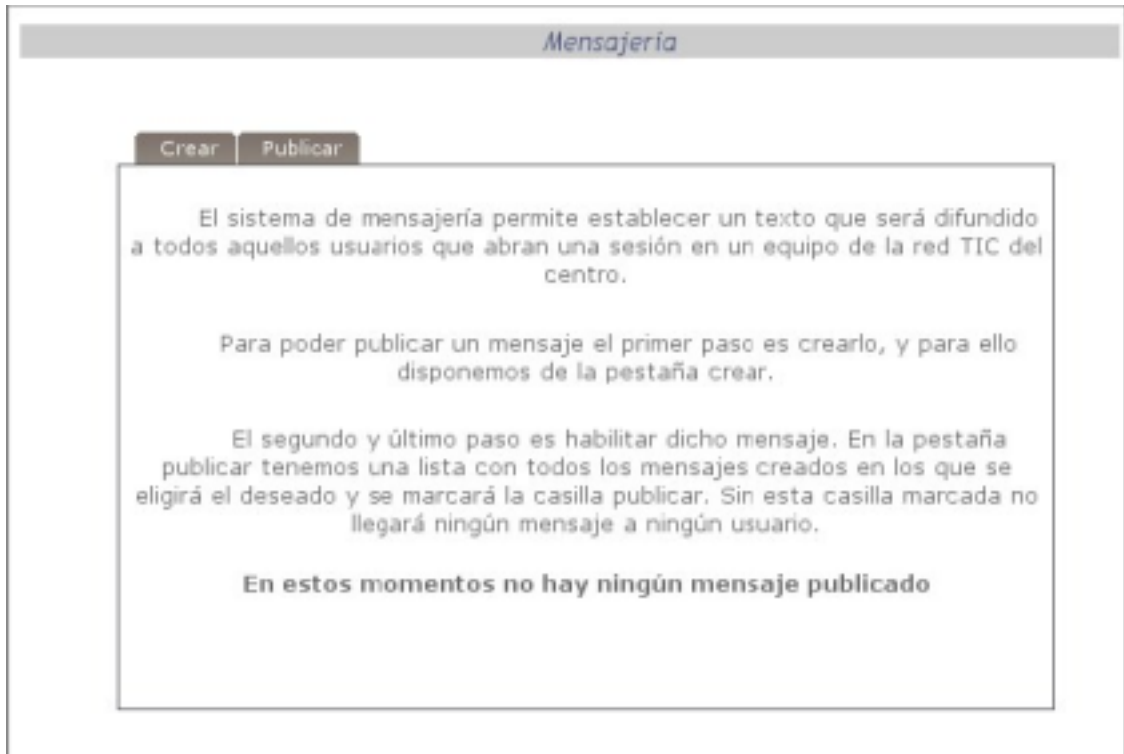 Mensajería
Crear
Publicar
El sistema de mensajería permite establecer un texto que será difundido
a todos aquellos usuarios que abran una sesión en un equipo de la red TIC del
centro.
Para poder publicar un mensaje el primer paso es crearlo, y para ello
disponemos de la pestaña crear.
El segundo y último paso es habilitar dicho mensaje. En la pestaña
publicar tenemos una lista con todos los mensajes creados en los que se
eligirá el deseado y se marcará la casilla publicar. Sin esta casilla marcada no
llegará ningún mensaje a ningún usuario.
En estos momentos no hay ningún mensaje publicado